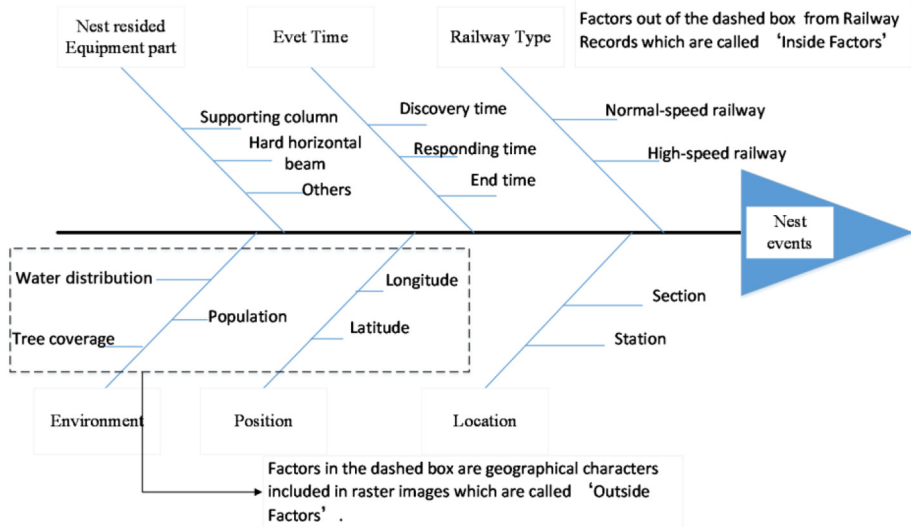 Nest resided
Equipment part
Evet Time
Railway Type
Factors out of the dashed box from Railway
Records which are called ‘Inside Factors’
Supporting column
Hard horizontal
beam
Others
Discovery time
Responding time
End time
Normal-speed railway
High-speed railway
Nest
events
Water distribution
Population
Tree coverage
Longitude
Latitude
Section
Station
Environment
Position
Location
Factors in the dashed box are geographical characters
included in raster images which are called ‘Outside
Factors’ .